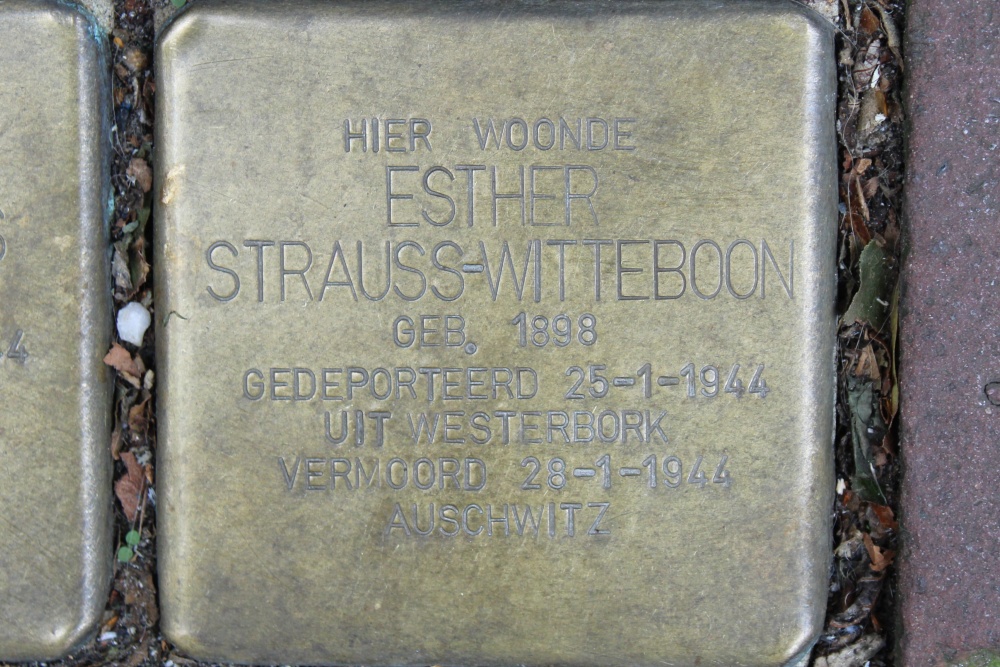 HIER WOONDE
ESTHER
STRAUSS-WITTEBOON
GEB. 1898
GEDEPORTEERD 25-1-1944
UIT WESTERBORK
VERMOORD 28-1-1944
AUSCHWITZ